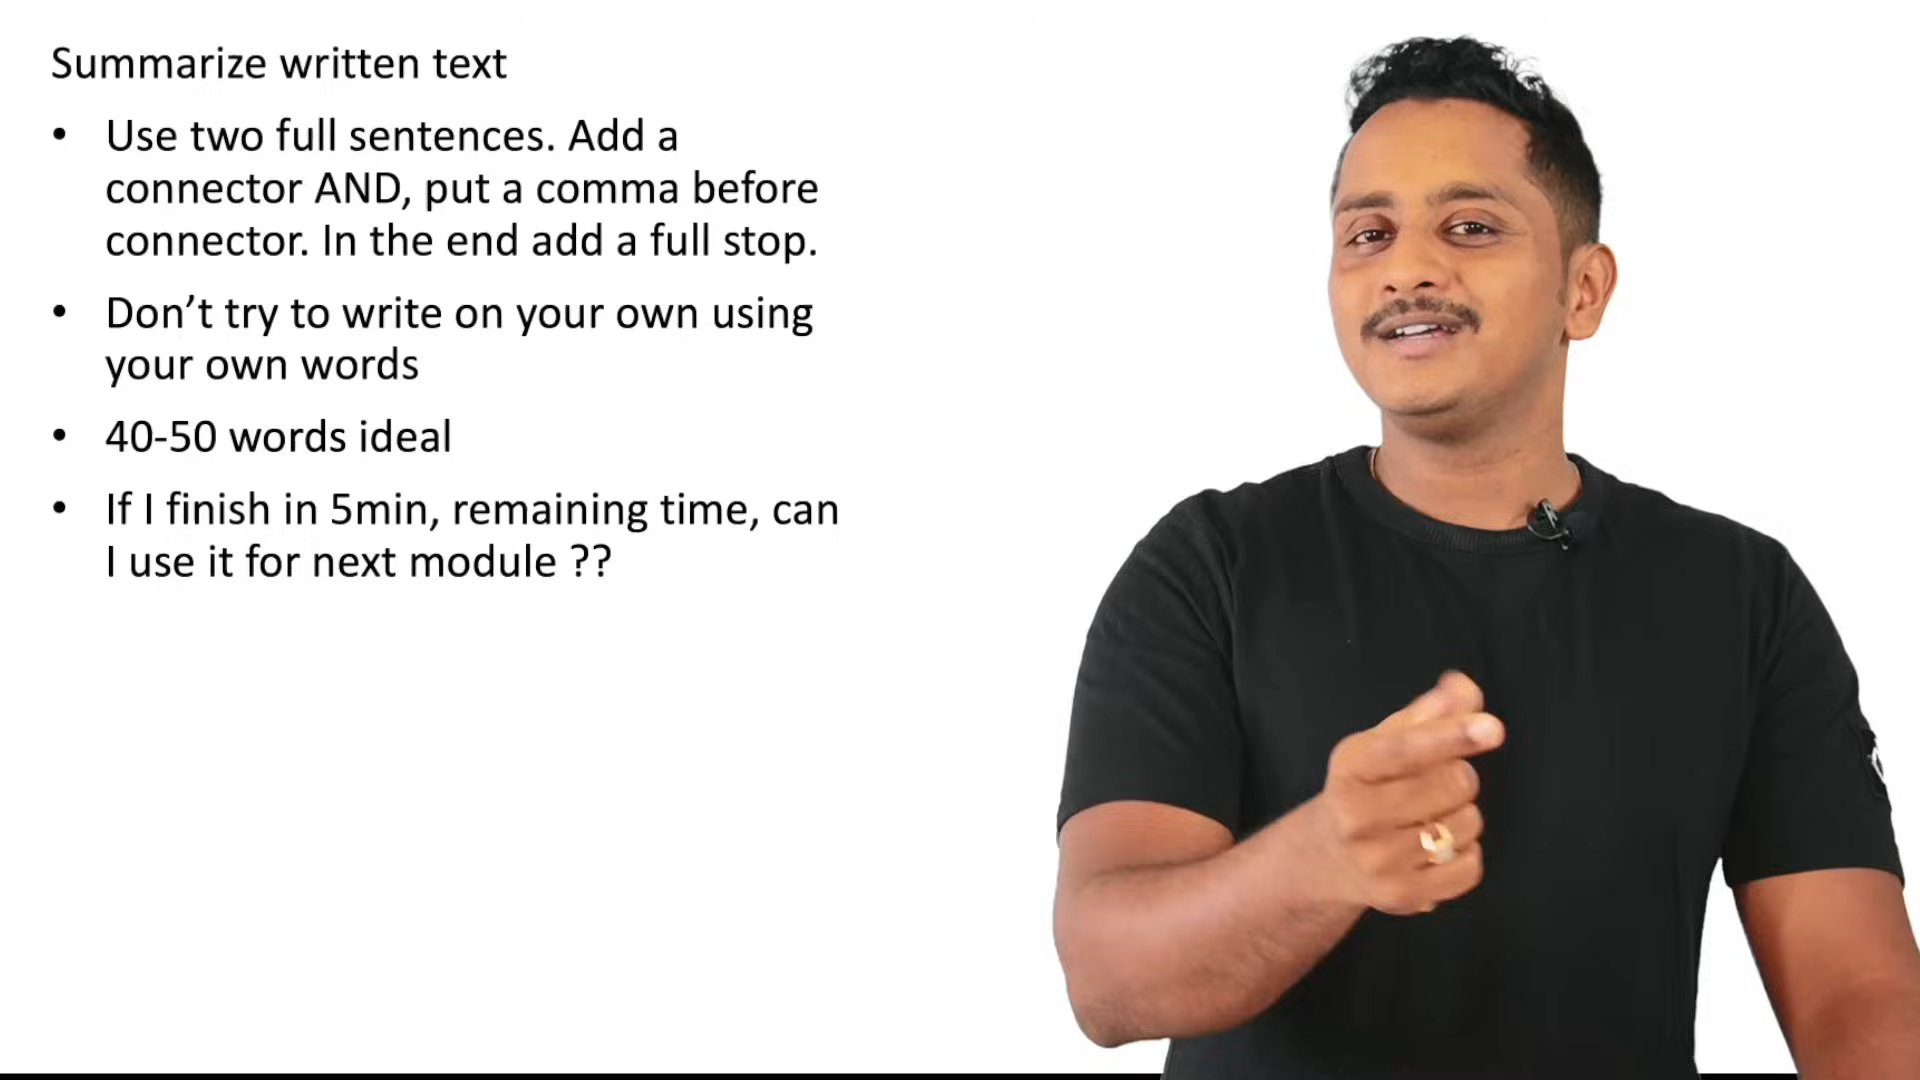 Summarize written text
• Use two full sentences. Add a
connector AND, put a comma before
connector. In the end add a full stop.
• Don’t try to write on your own using
your own words
• 40-50 words ideal
• If I finish in 5min, remaining time, can
I use it for next module ??